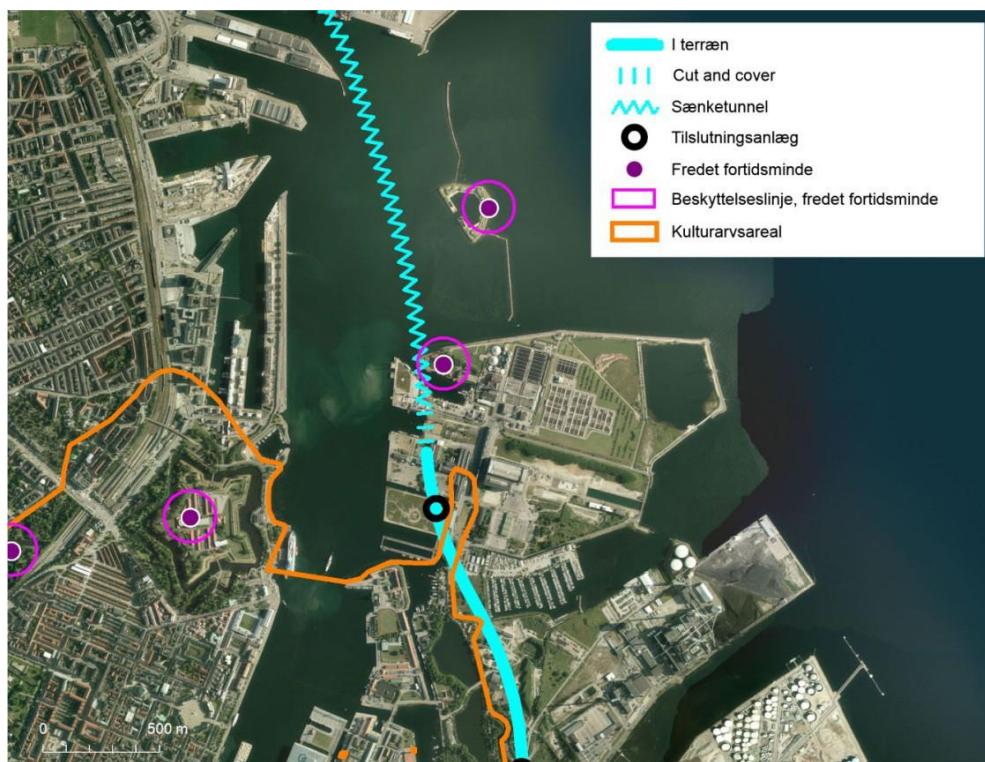 I terræn
Cut and cover
Sænketunnel
Tilslutningsanlæg
Fredet fortidsminde
Beskyttelseslinje, fredet fortidsminde
Kulturarvsareal
0 500 m